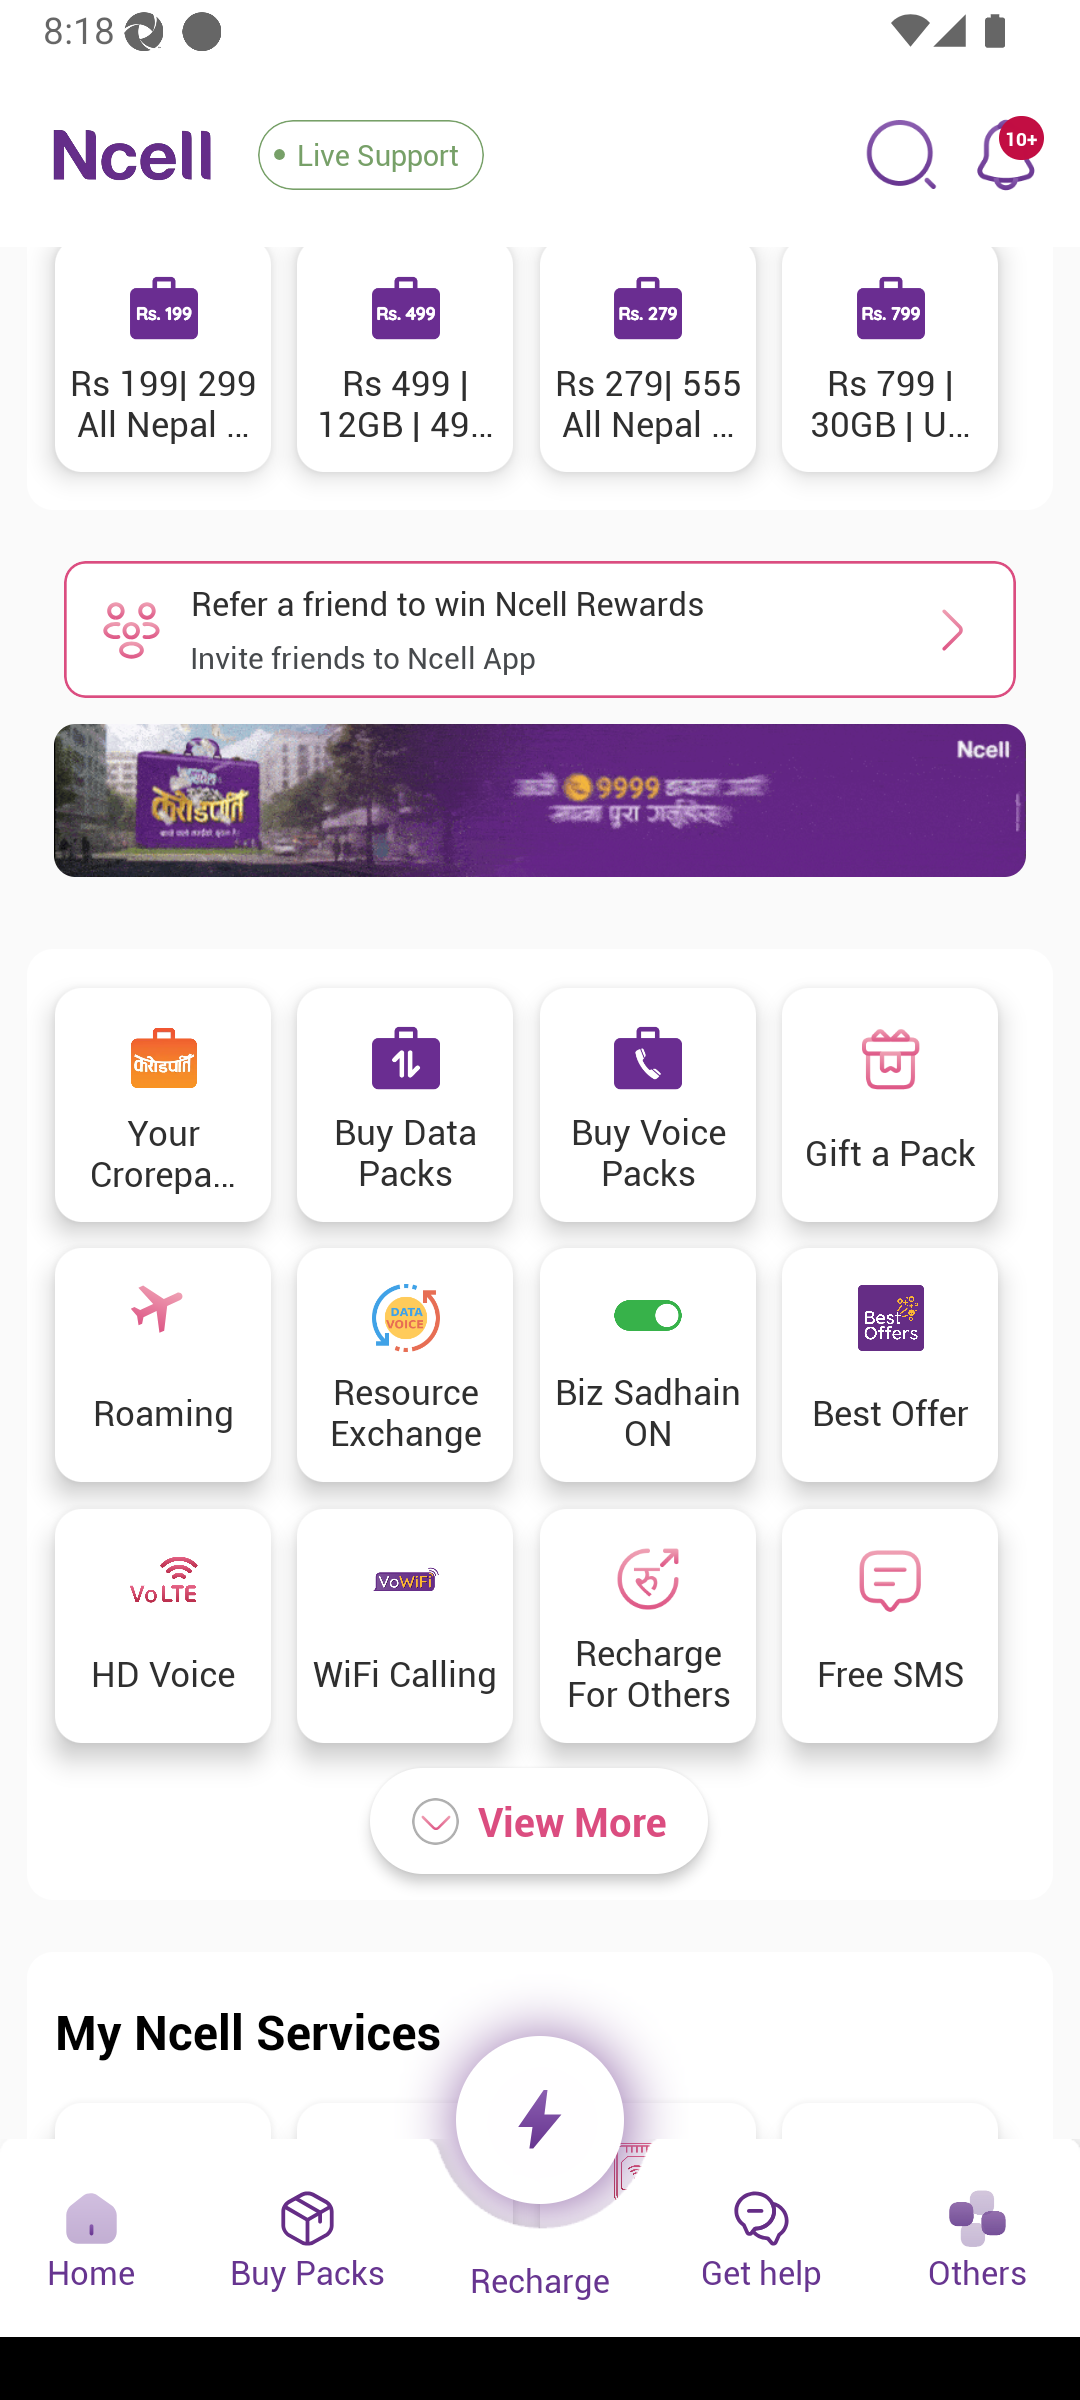 8:18
Ncell
Live Support
10+
Rs. 199
Rs. 499
Rs. 279
Rs. 799
Rs 199| 299
All Nepal ...
Rs 499 |
12GB | 49...
Rs 279| 555
All Nepal ...
Rs 799 |
30GB | U...
Refer a friend to win Ncell Rewards
Invite friends to Ncell App
Ncell
करोडपति
9999
पुरा
करोडपति
Your
Crorepa...
Buy Data
Packs
Buy Voice
Packs
Gift a Pack
Roaming
DATA
VOICE
Resource
Exchange
Biz Sadhain
ON
Best
Offers
Best Offer
VoLTE
HD Voice
VoWiFi
WiFi Calling
रु
Recharge
For Others
Free SMS
View More
My Ncell Services
Home
Buy Packs
Recharge
Get help
Others